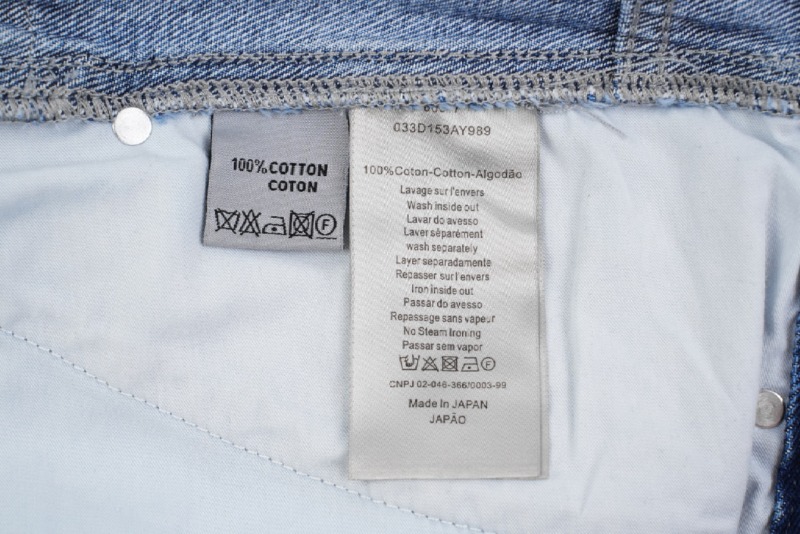 100% COTTON
COTON
F
033D153AY989
100%Coton-Cotton-Algodão
Lavage sur l'envers
Wash inside out
Lavar do avesso
Laver séparément
wash separately
Layer separadamente
Repasser sur l'envers
Iron inside out
Passar do avesso
Repassage sans vapeur
No Steam Ironing
Passar sem vapor
F
CNPJ 02-046-366/0003-99
Made In JAPAN
JAPÃO